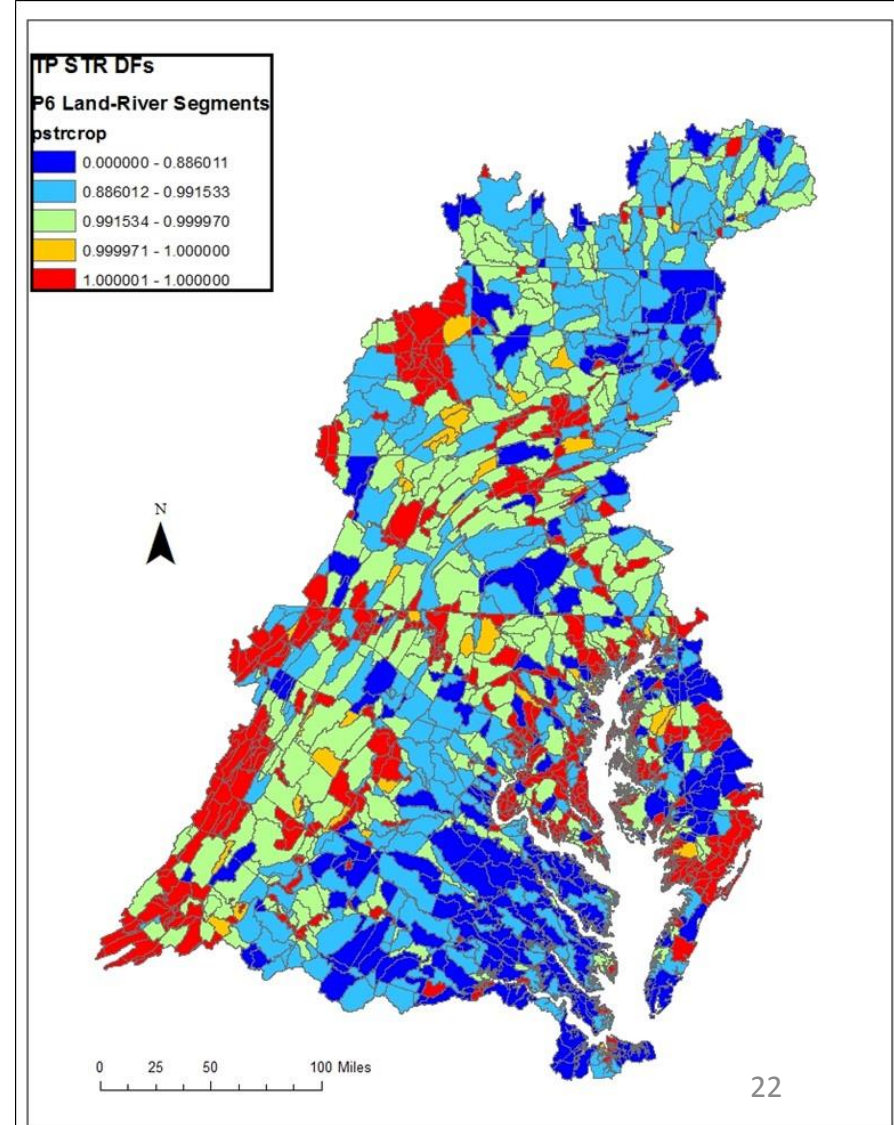 TP STR DFs
P6 Land-River Segments
pstrcrop
0.000000 - 0.886011
0.886012 - 0.991533
0.991534 - 0.999970
0.999971 - 1.000000
1.000001 - 1.000000
N
0 25 50 100 Miles
22